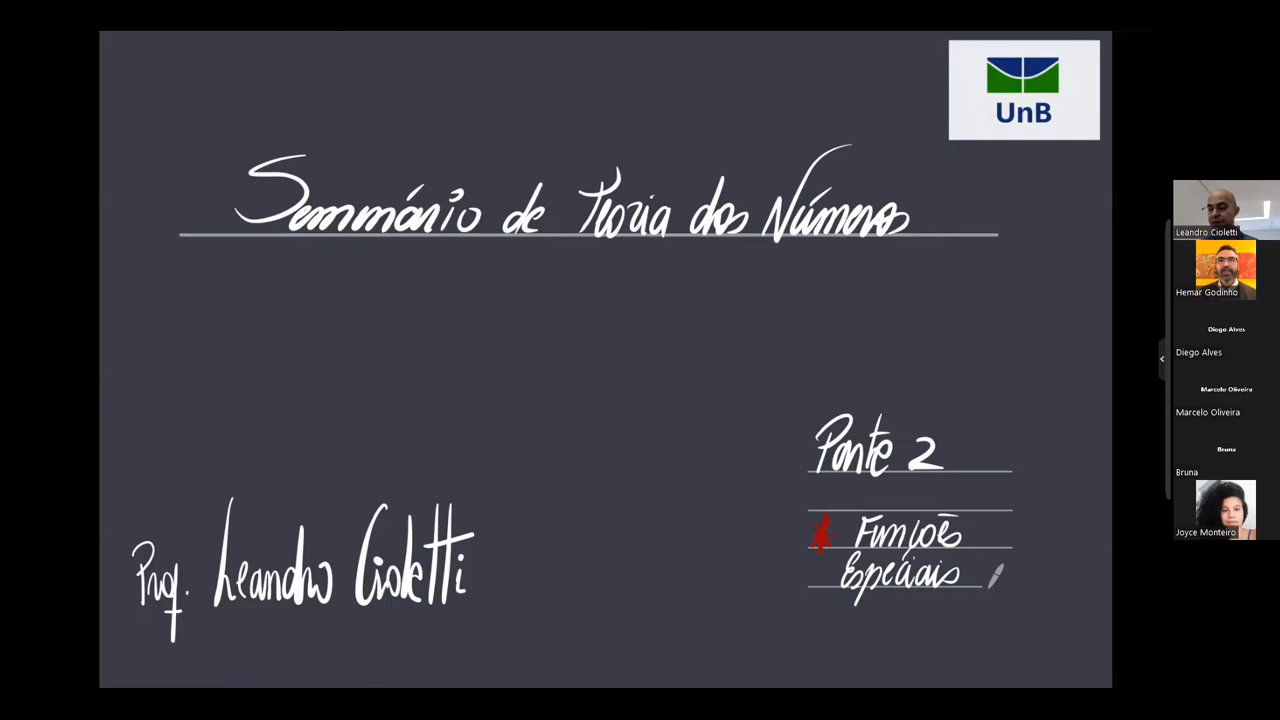 UnB
Seminário de Teoria dos Números
Parte 2
* Funções
Especiais
Prof. Leandro Cioletti
Leandro Cioletti
Hemar Godinho
Diego Alves
Diego Alves
Marcelo Oliveira
Marcelo Oliveira
Bruna
Bruna
Joyce Monteiro